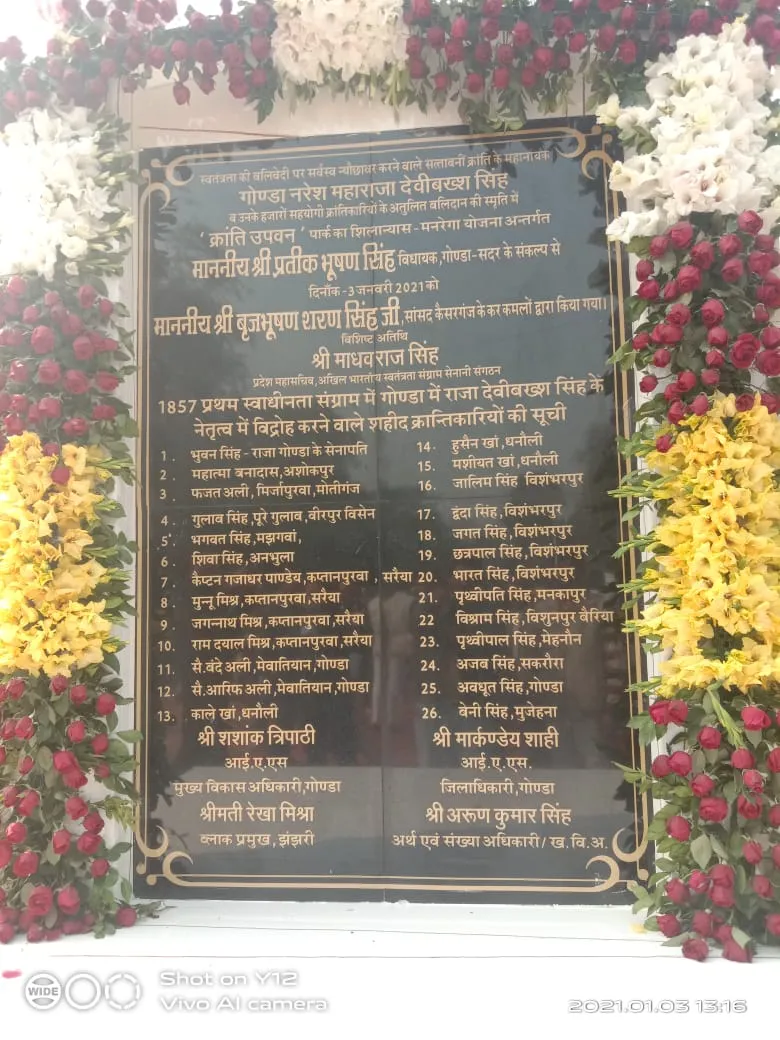 स्वतंत्रता की बलिवेदी पर सर्वस्व न्यौछावर करने वाले सत्तावनी क्रांति के महानायक
गोण्डा नरेश महाराजा देवीबख्श सिंह
व उनके हजारों सहयोगी क्रांतिकारियों के अतुलित बलिदान की स्मृति में
‘ क्रांति उपवन ’ पार्क का शिलान्यास - मनरेगा योजना अन्तर्गत
माननीय श्री प्रतीक भूषण सिंह विधायक,गोण्डा-सदर के संकल्प से
दिनाँक -3 जनवरी 2021 को
माननीय श्री बृजभूषण शरण सिंह जी,सांसद कैसरगंज के कर कमलों द्वारा किया गया।
विशिष्ट अतिथि
श्री माधव राज सिंह
प्रदेश महासचिव,अखिल भारतीय स्वतंत्रता संग्राम सेनानी संगठन
1857 प्रथम स्वाधीनता संग्राम में गोण्डा में राजा देवीबख्श सिंह के
नेतृत्व में विद्रोह करने वाले शहीद क्रान्तिकारियों की सूची
1. भुवन सिंह - राजा गोण्डा के सेनापति
2. महात्मा बनादास,अशोकपुर
3. फजत अली, मिर्जापुरवा,मोतीगंज
4. गुलाव सिंह,पूरे गुलाव,वीरपुर विसेन
5. भगवत सिंह,मझगवां,
6. शिवा सिंह,अनभुला
7. कैप्टन गजाधर पाण्डेय,कप्तानपुरवा , सरैया
8. मुन्नू मिश्र,कप्तानपुरवा,सरैया
9 जगन्नाथ मिश्र,कप्तानपुरवा,सरैया
10. राम दयाल मिश्र,कप्तानपुरवा,सरैया
11. सै.वंदे अली,मेवातियान,गोण्डा
12. सै.आरिफ अली,मेवातियान,गोण्डा
13. काले खां,धनौली
14. हुसैन खां,धनौली
15. मशीयत खां,धनौली
16. जालिम सिंह विशंभरपुर
17. द्वंदा सिंह,विशंभरपुर
18. जगत सिंह,विशंभरपुर
19. छत्रपाल सिंह,विशंभरपुर
20. भारत सिंह,विशंभरपुर
21. पृथ्वीपति सिंह,मनकापुर
22 विश्राम सिंह,विशुनपुर वैरिया
23. पृथ्वीपाल सिंह,मेहनौन
24. अजब सिंह,सकरौरा
25. अवधूत सिंह,गोण्डा
26. वेनी सिंह,मुजेहना
श्री शशांक त्रिपाठी
आई.ए.एस
मुख्य विकास अधिकारी,गोण्डा
श्रीमती रेखा मिश्रा
व्लाक प्रमुख,झंझरी
श्री मार्कण्डेय शाही
आई.ए.एस.
जिलाधिकारी,गोण्डा
श्री अरूण कुमार सिंह
अर्थ एवं संख्या अधिकारी/ ख.वि.अ.
WIDE
Shot on Y12
Vivo AI camera
2021.01.03 13:16